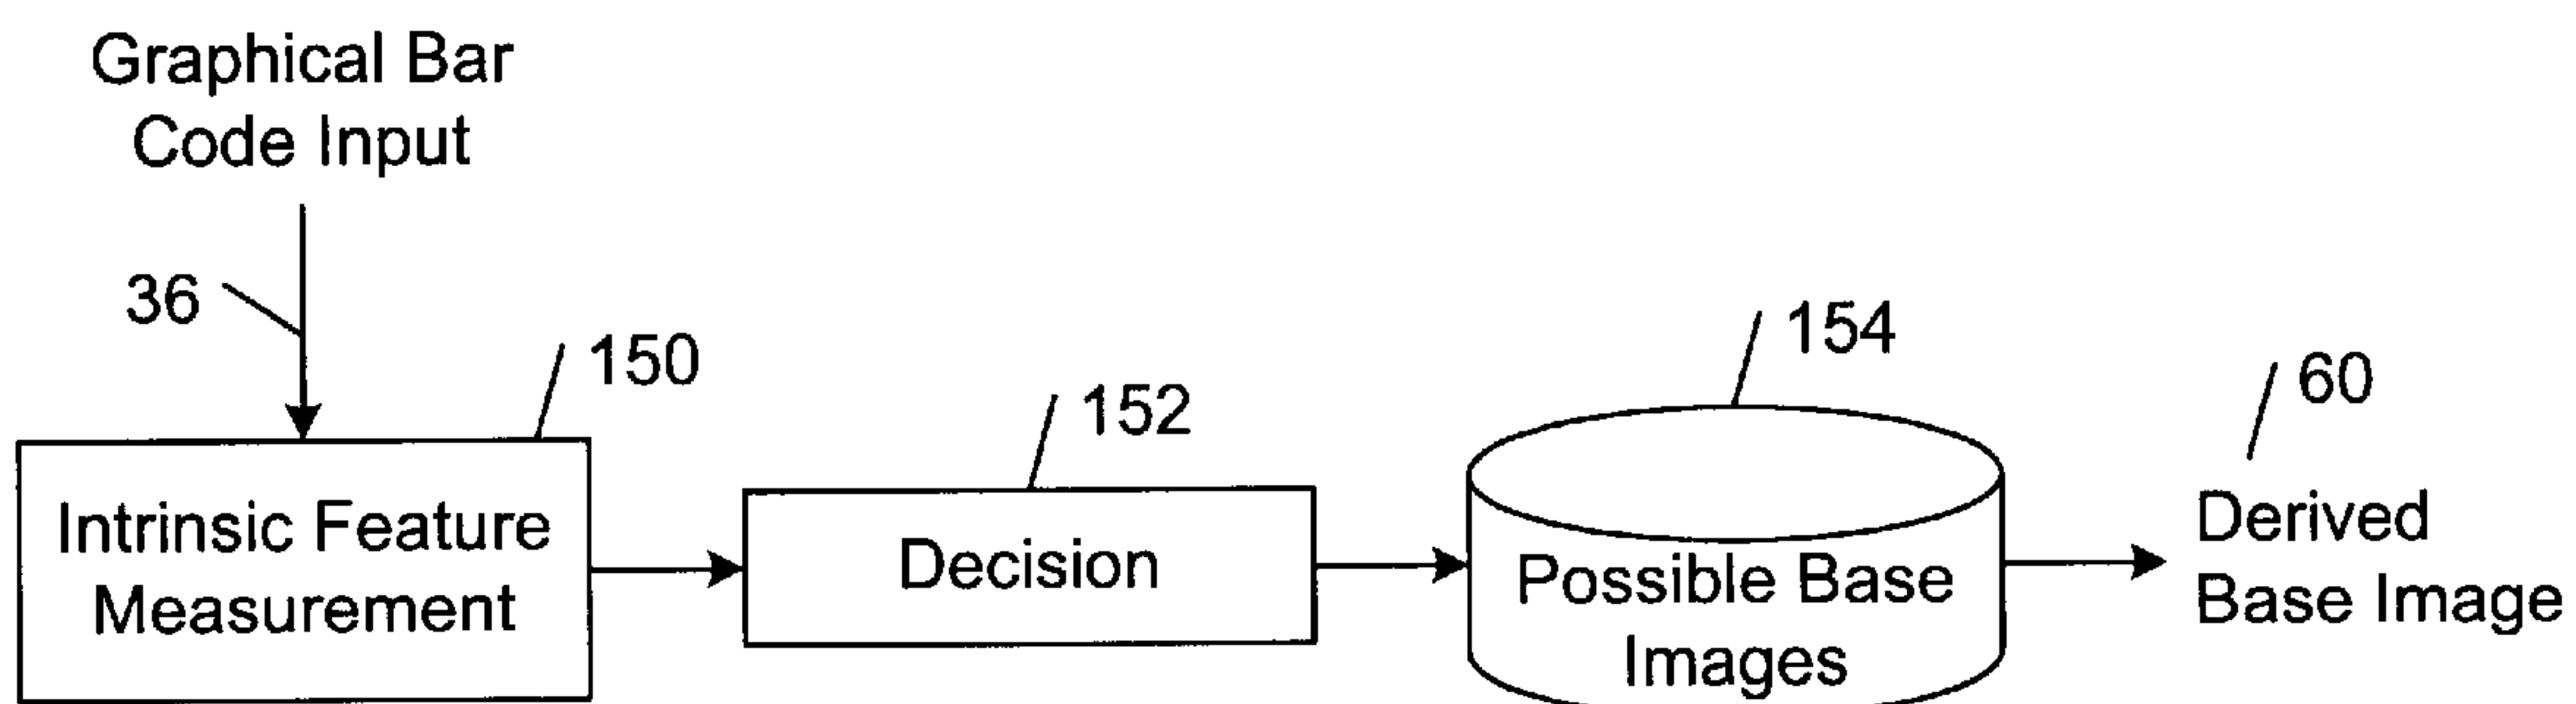 Graphical Bar
Code Input
36
150
152
154
60
Intrinsic Feature
Measurement
Decision
Possible Base
Images
Derived
Base Image